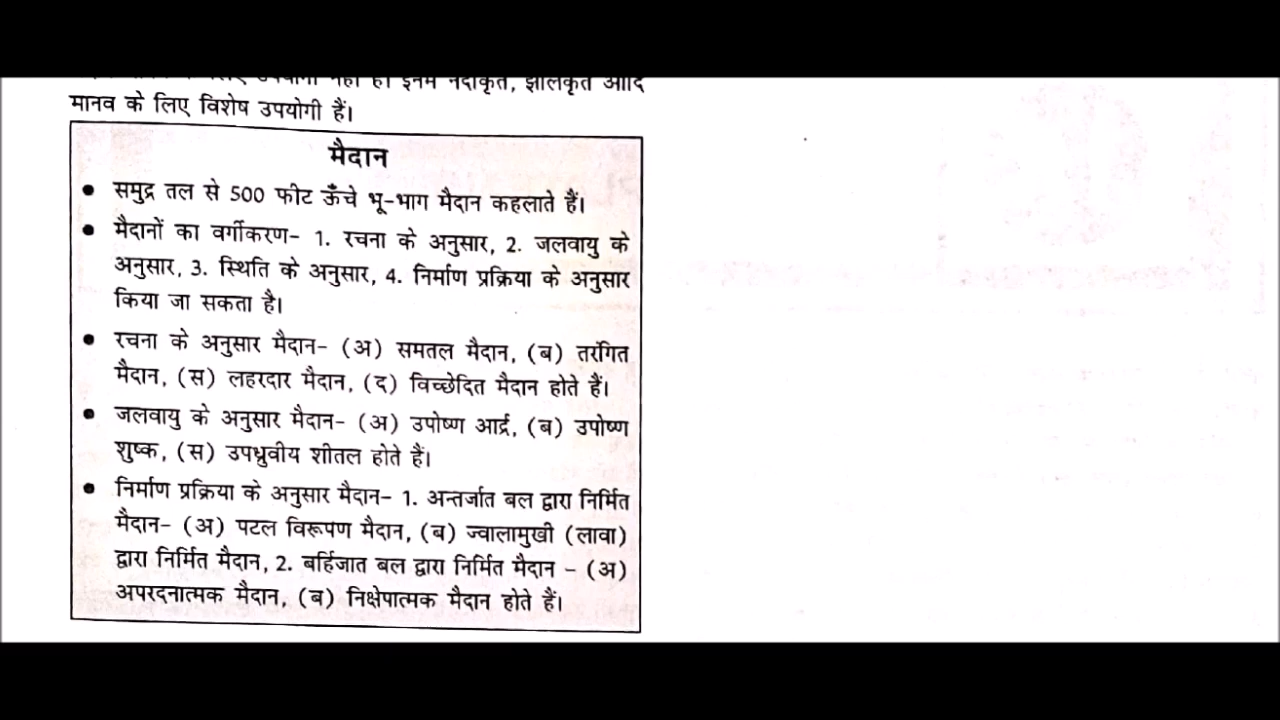 मानव के लिए विशेष उपयोगी हैं।
मैदान
● समुद्र तल से 500 फीट ऊँचे भू-भाग मैदान कहलाते हैं।
● मैदानों का वर्गीकरण- 1. रचना के अनुसार, 2. जलवायु के
अनुसार, 3. स्थिति के अनुसार, 4. निर्माण प्रक्रिया के अनुसार
किया जा सकता है।
● रचना के अनुसार मैदान- (अ) समतल मैदान, (ब) तरंगित
मैदान, (स) लहरदार मैदान, (द) विच्छेदित मैदान होते हैं।
● जलवायु के अनुसार मैदान- (अ) उपोष्ण आर्द्र, (ब) उपोष्ण
शुष्क, (स) उपध्रुवीय शीतल होते हैं।
● निर्माण प्रक्रिया के अनुसार मैदान- 1. अन्तर्जात बल द्वारा निर्मित
मैदान- (अ) पटल विरूपण मैदान, (ब) ज्वालामुखी (लावा)
द्वारा निर्मित मैदान, 2. बर्हिजात बल द्वारा निर्मित मैदान - (अ)
अपरदनात्मक मैदान, (ब) निक्षेपात्मक मैदान होते हैं।